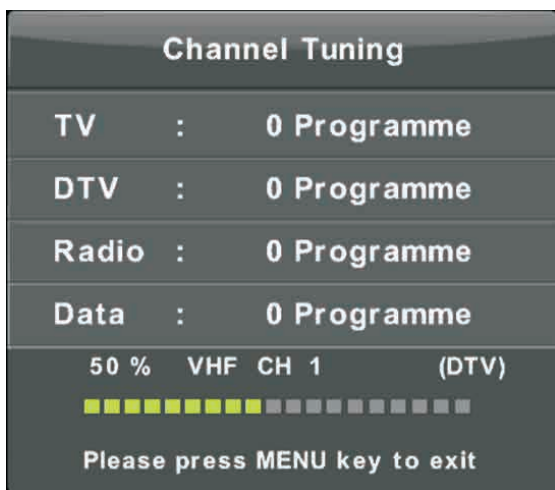 Channel Tuning
TV : 0 Programme
DTV : 0 Programme
Radio : 0 Programme
Data : 0 Programme
50 % VHF CH 1 (DTV)
Please press MENU key to exit